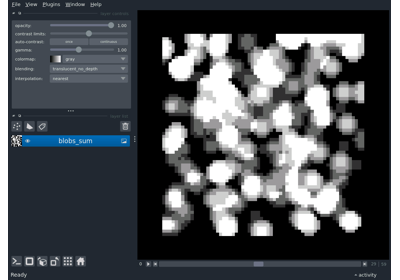 File View Plugins Window Help
opacity: 1.00
contrast limits:
auto-contrast: once continuous
gamma: 1.00
colormap: gray
blending: translucent_no_depth
interpolation: nearest
blobs_sum
Ready
activity